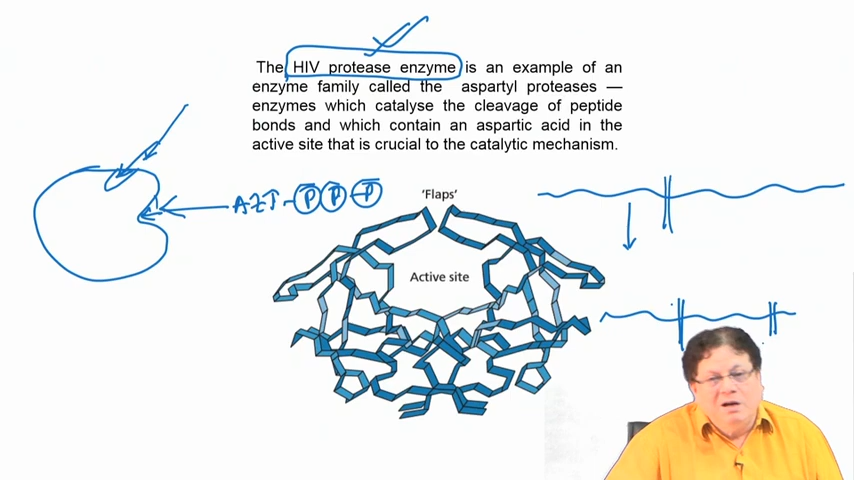 The HIV protease enzyme is an example of an
enzyme family called the aspartyl proteases —
enzymes which catalyse the cleavage of peptide
bonds and which contain an aspartic acid in the
active site that is crucial to the catalytic mechanism.
AZT-P P P
'Flaps'
Active site